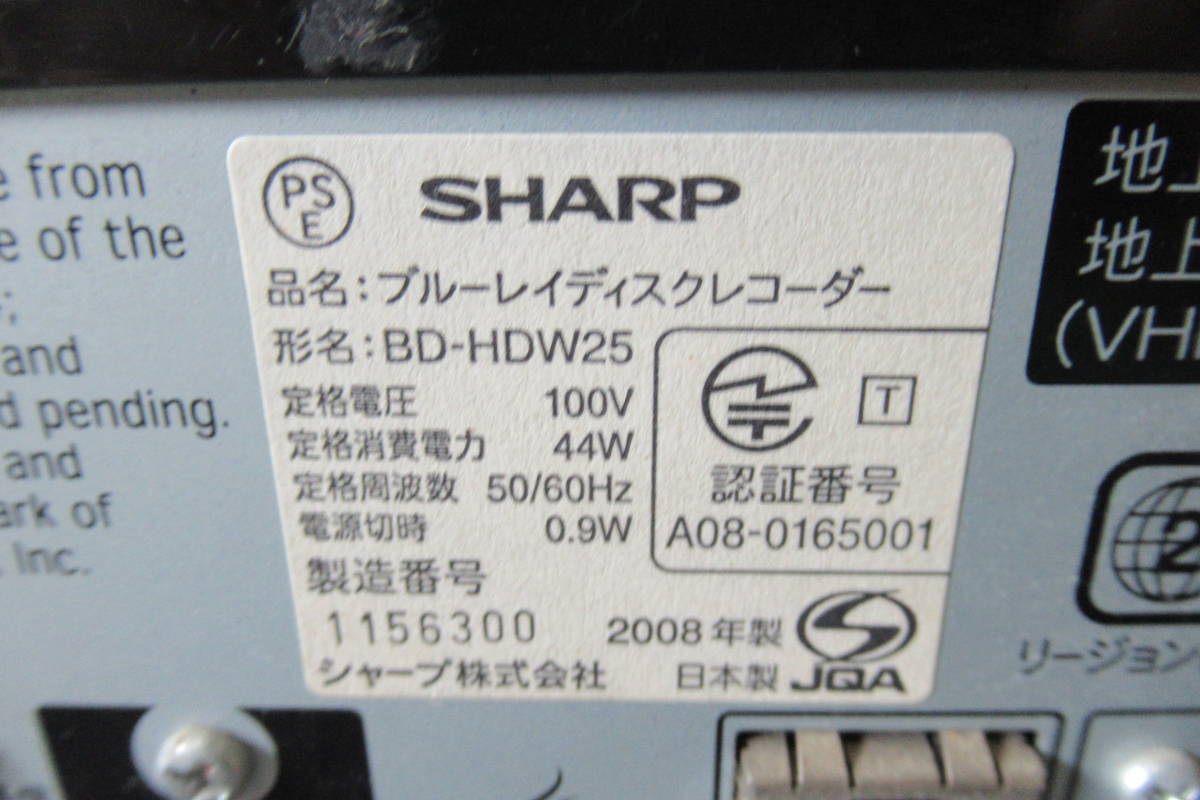 e from
e of the
and
d pending.
and
ark of
Inc.
PS
E
SHARP
品名:ブルーレイディスクレコーダー
形名:BD-HDW25
定格電圧 100V
定格消費電力 44W
定格周波数 50/60Hz
電源切時 0.9W
製造番号
1156300
2008年製
シャープ株式会社
日本製
JQA
T
認証番号
A08-0165001
地上
地上
(VH
2
リージョン